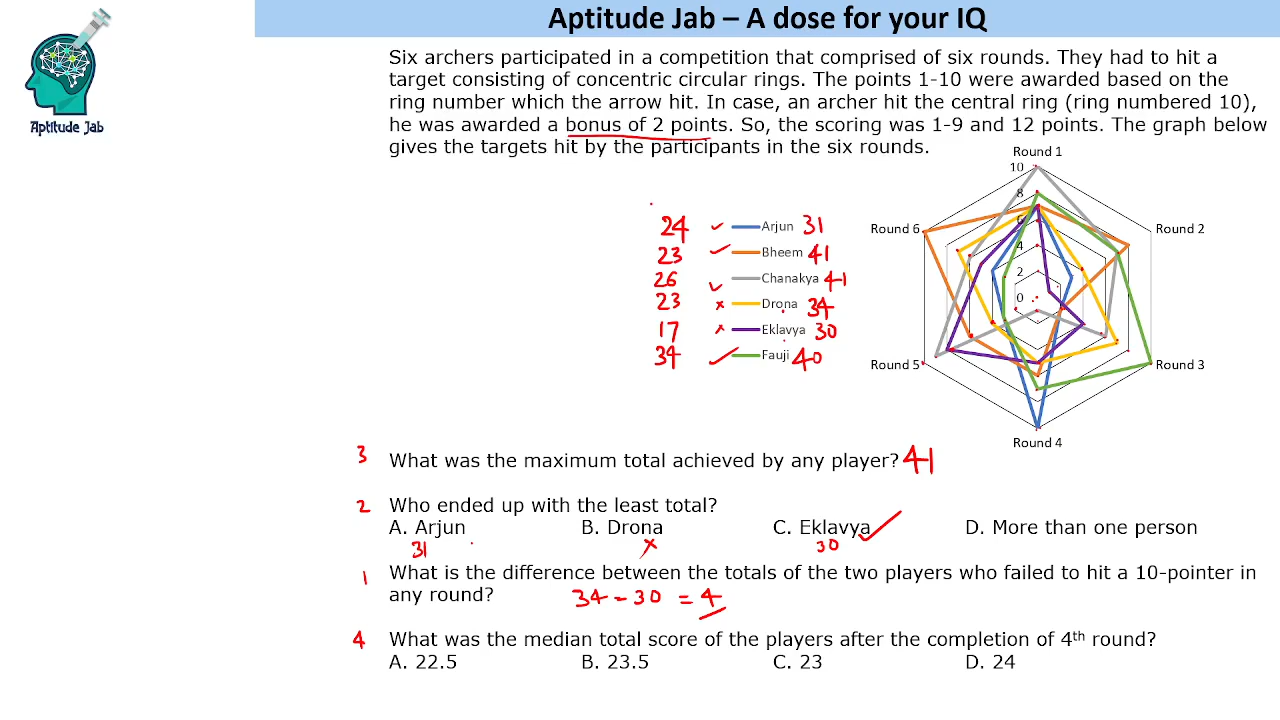 Aptitude Jab – A dose for your IQ
Aptitude Jab
Six archers participated in a competition that comprised of six rounds. They had to hit a
target consisting of concentric circular rings. The points 1-10 were awarded based on the
ring number which the arrow hit. In case, an archer hit the central ring (ring numbered 10),
he was awarded a bonus of 2 points. So, the scoring was 1-9 and 12 points. The graph below
gives the targets hit by the participants in the six rounds.
Round 1
10
8
6
4
2
0
Round 2
Round 3
Round 4
Round 5
Round 6
24 Arjun 31
23 Bheem 41
26 Chanakya 41
23 Drona 34
17 Eklavya 30
34 Fauji 40
3 What was the maximum total achieved by any player? 41
2 Who ended up with the least total?
A. Arjun B. Drona C. Eklavya D. More than one person
31 30
1 What is the difference between the totals of the two players who failed to hit a 10-pointer in
any round? 34 - 30 = 4
4 What was the median total score of the players after the completion of 4th round?
A. 22.5 B. 23.5 C. 23 D. 24